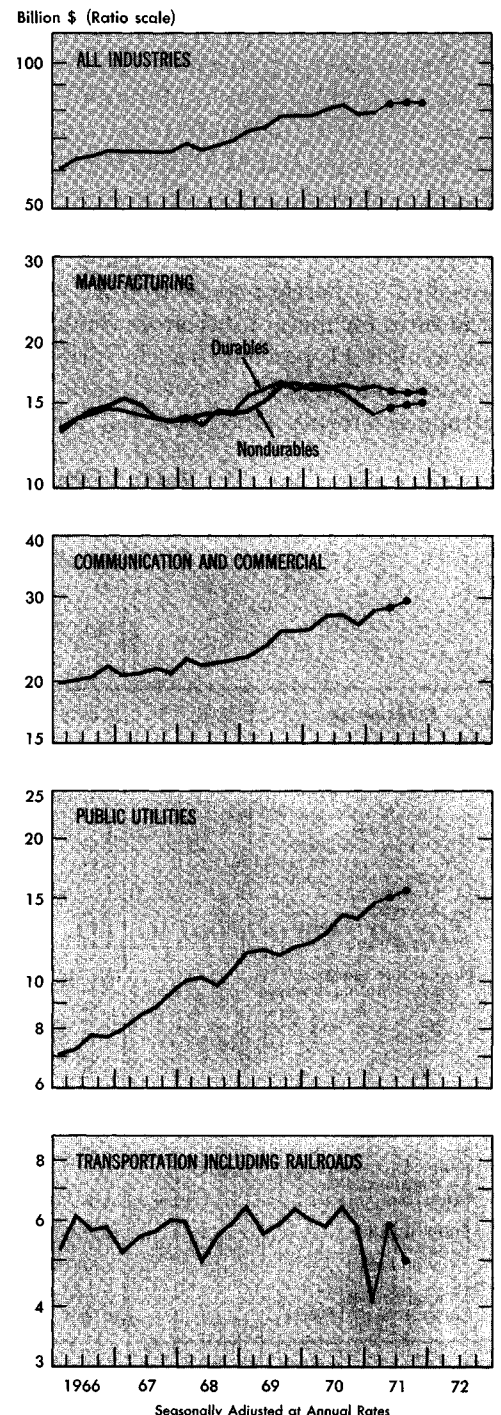 Billion $ (Ratio scale)
100
ALL INDUSTRIES
50
30
MANUFACTURING
20
Durables
15
Nondurables
10
40
COMMUNICATION AND COMMERCIAL
30
20
15
25
PUBLIC UTILITIES
20
15
10
8
6
8
TRANSPORTATION INCLUDING RAILROADS
6
4
3
1966 67 68 69 70 71 72
Seasonally Adjusted at Annual Rates